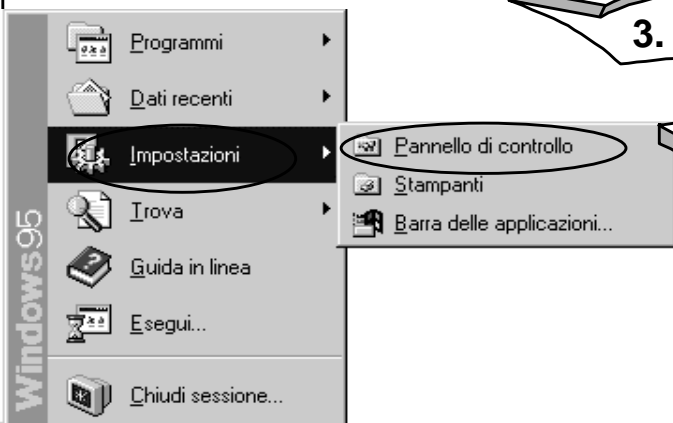 3.
Programmi
Dati recenti
Impostazioni
Pannello di controllo
Stampanti
Trova
Barra delle applicazioni...
Guida in linea
Esegui...
Chiudi sessione...
Windows95